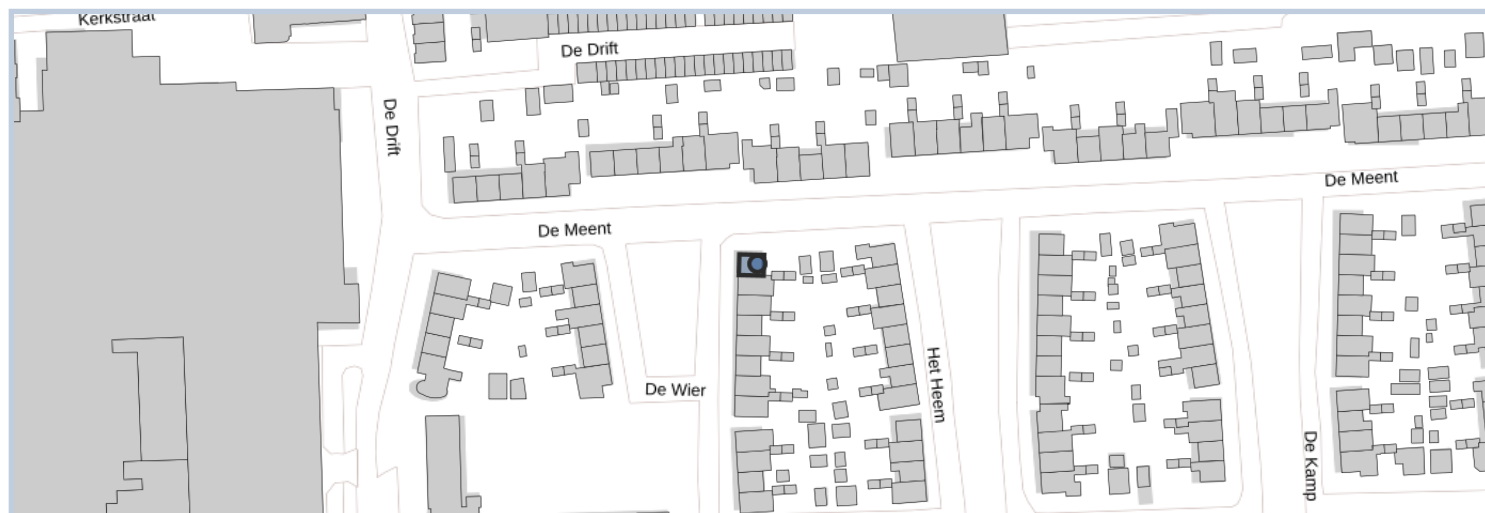 Kerkstraat
De Drift
De Drift
De Meent
De Meent
De Wier
Het Heem
De Kamp